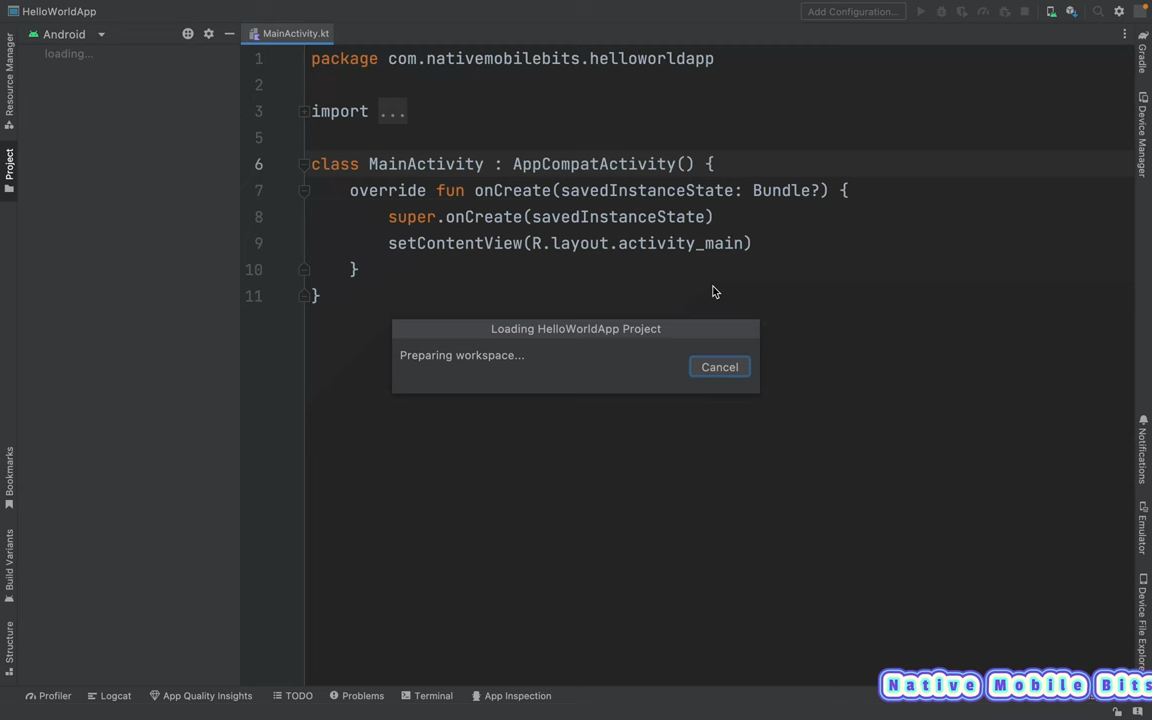 HelloWorldApp
Add Configuration...
Android
MainActivity.kt
loading...
Resource Manager
Project
Bookmarks
Build Variants
Structure
1 package com.nativemobilebits.helloworldapp
2
3 import ...
5
6 class MainActivity : AppCompatActivity() {
7 override fun onCreate(savedInstanceState: Bundle?) {
8 super.onCreate(savedInstanceState)
9 setContentView(R.layout.activity_main)
10 }
11 }
Loading HelloWorldApp Project
Preparing workspace...
Cancel
Gradle
Device Manager
Notifications
Emulator
Device File Explorer
Native Mobile Bits
Profiler
Logcat
App Quality Insights
TODO
Problems
Terminal
App Inspection